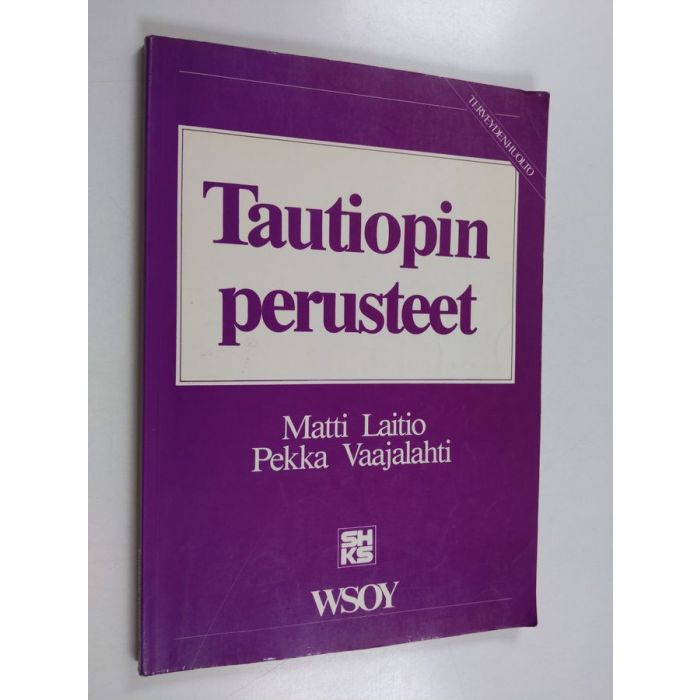 TERVEYDENHUOLTO
Tautiopin
perusteet
Matti Laitio
Pekka Vaajalahti
SH
KS
WSOY